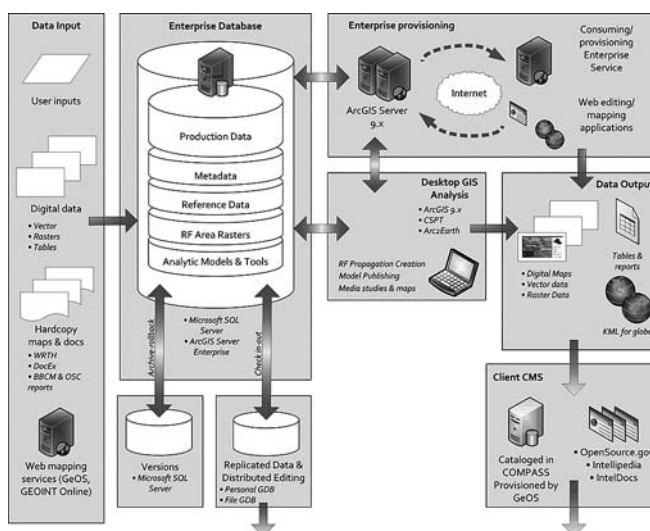 Data Input
User inputs
Digital data
• Vector
• Rasters
• Tables
Hardcopy
maps & docs
• WRTH
• DocEx
• BBCM & OSC
reports
Web mapping
services (GeOS,
GEOINT Online)
Enterprise Database
Production Data
Metadata
Reference Data
RF Area Rasters
Analytic Models & Tools
• Microsoft SQL
Server
• ArcGIS Server
Enterprise
Archive-rollback
Check in-out
Versions
• Microsoft SQL
Server
Replicated Data &
Distributed Editing
• Personal GDB
• File GDB
Enterprise provisioning
ArcGIS Server
9.x
Internet
Consuming/
provisioning
Enterprise
Service
Web editing/
mapping
applications
Desktop GIS
Analysis
• ArcGIS 9.x
• CSPT
• Arc2Earth
RF Propagation Creation
Model Publishing
Media studies & maps
Data Output
• Digital Maps
• Vector data
• Raster Data
Tables &
reports
KML for globe
Client CMS
Cataloged in
COMPASS
Provisioned by
GeOS
• OpenSource.gov
• Intellipedia
• IntelDocs